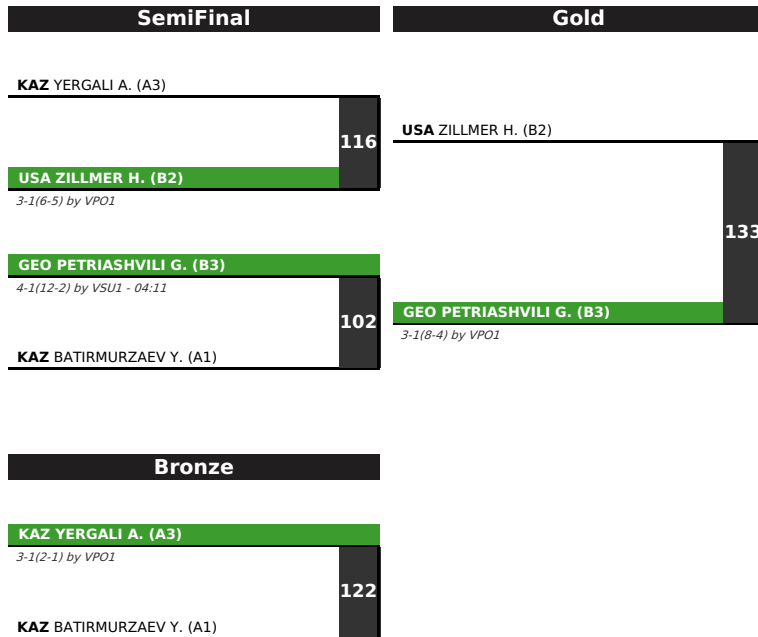 SemiFinal
KAZ YERGALI A. (A3)
116
USA ZILLMER H. (B2)
3-1(6-5) by VPO1
GEO PETRIASHVILI G. (B3)
4-1(12-2) by VSU1 - 04:11
102
KAZ BATIRMURZAEV Y. (A1)
Gold
USA ZILLMER H. (B2)
133
GEO PETRIASHVILI G. (B3)
3-1(8-4) by VPO1
Bronze
KAZ YERGALI A. (A3)
3-1(2-1) by VPO1
122
KAZ BATIRMURZAEV Y. (A1)